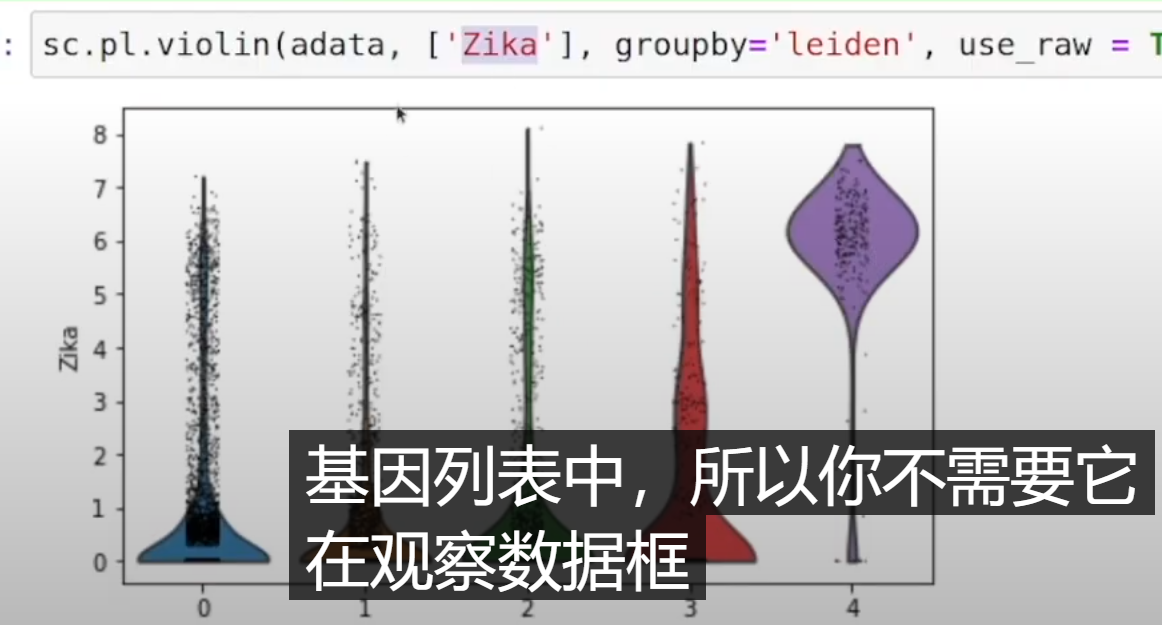 : sc.pl.violin(adata, ['Zika'], groupby='leiden', use_raw = T
8
7
6
5
4
3
2
1
0
Zika
基因列表中，所以你不需要它
在观察数据框
0 1 2 3 4